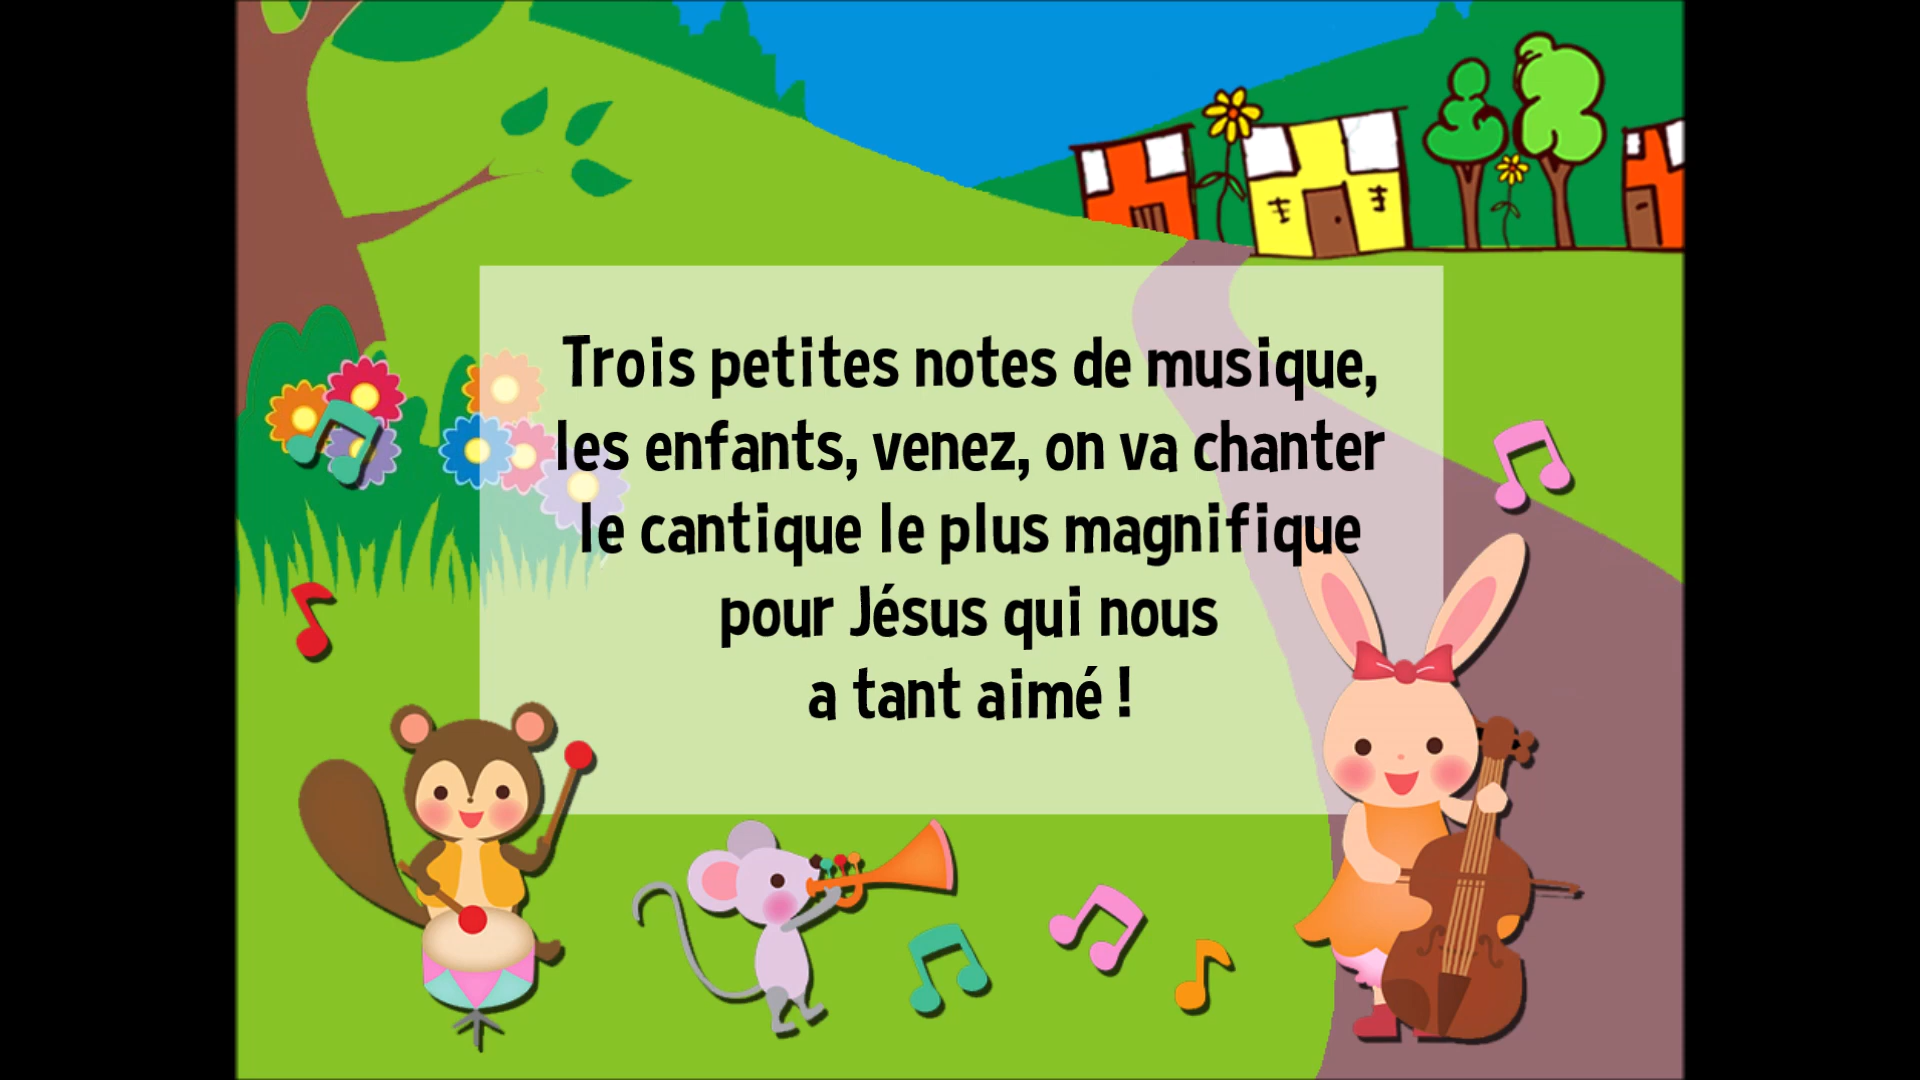 Trois petites notes de musique,
les enfants, venez, on va chanter
le cantique le plus magnifique
pour Jésus qui nous
a tant aimé !